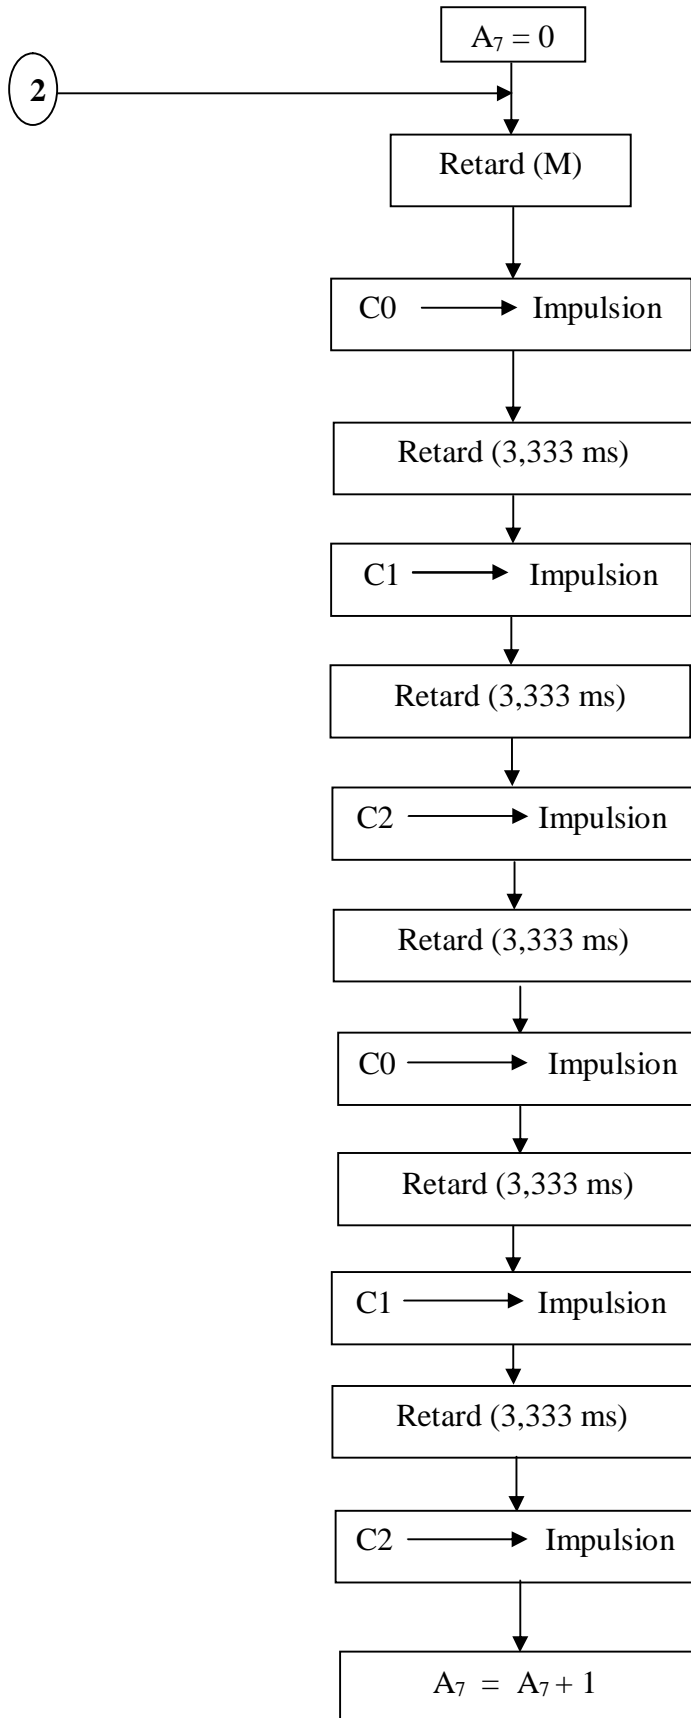 A₇ = 0
2
Retard (M)
C0 Impulsion
Retard (3,333 ms)
C1 Impulsion
Retard (3,333 ms)
C2 Impulsion
Retard (3,333 ms)
C0 Impulsion
Retard (3,333 ms)
C1 Impulsion
Retard (3,333 ms)
C2 Impulsion
A₇ = A₇ + 1